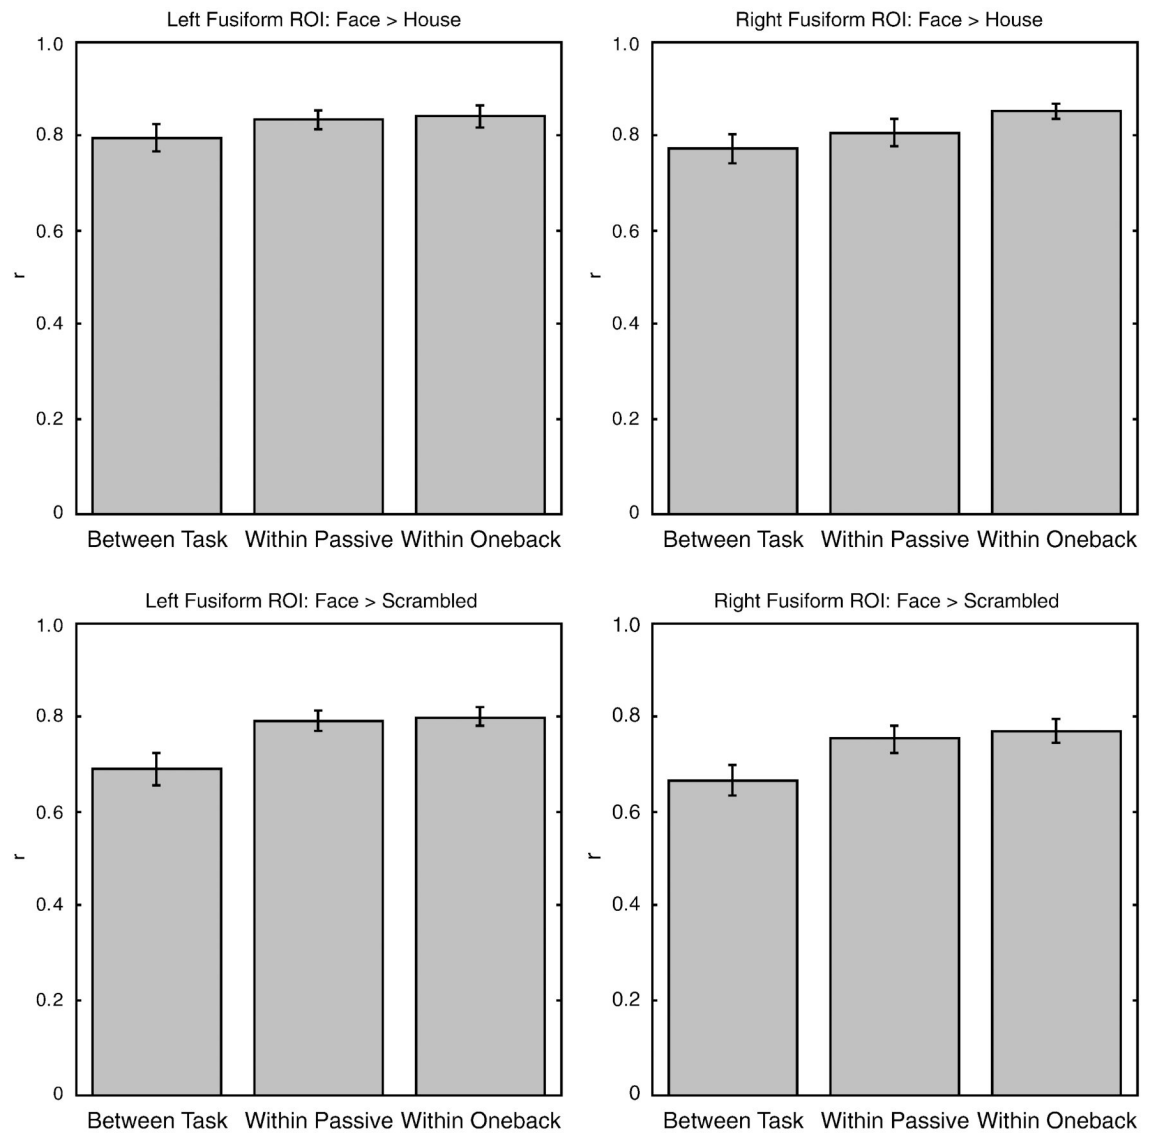 Left Fusiform ROI: Face > House
1.0
0.8
0.6
0.4
0.2
0
r
Between Task Within Passive Within Oneback
Right Fusiform ROI: Face > House
1.0
0.8
0.6
0.4
0.2
0
r
Between Task Within Passive Within Oneback
Left Fusiform ROI: Face > Scrambled
1.0
0.8
0.6
0.4
0.2
0
r
Between Task Within Passive Within Oneback
Right Fusiform ROI: Face > Scrambled
1.0
0.8
0.6
0.4
0.2
0
r
Between Task Within Passive Within Oneback